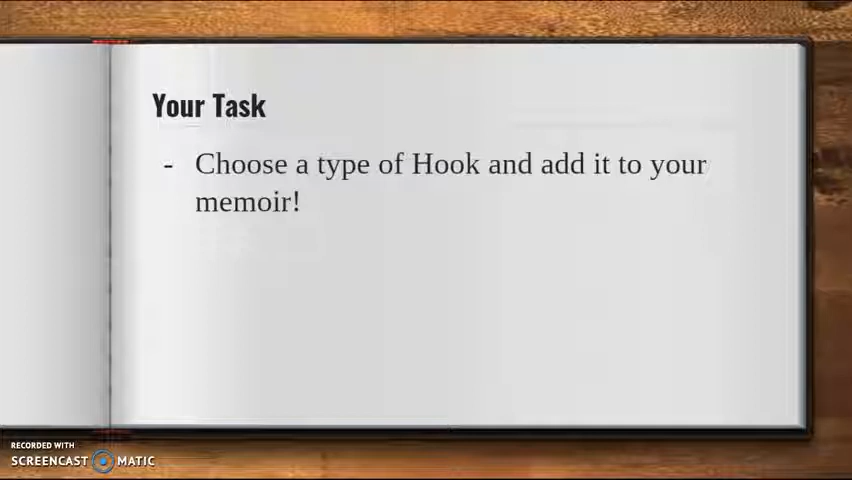 Your Task
- Choose a type of Hook and add it to your
memoir!
RECORDED WITH
SCREENCAST MATIC